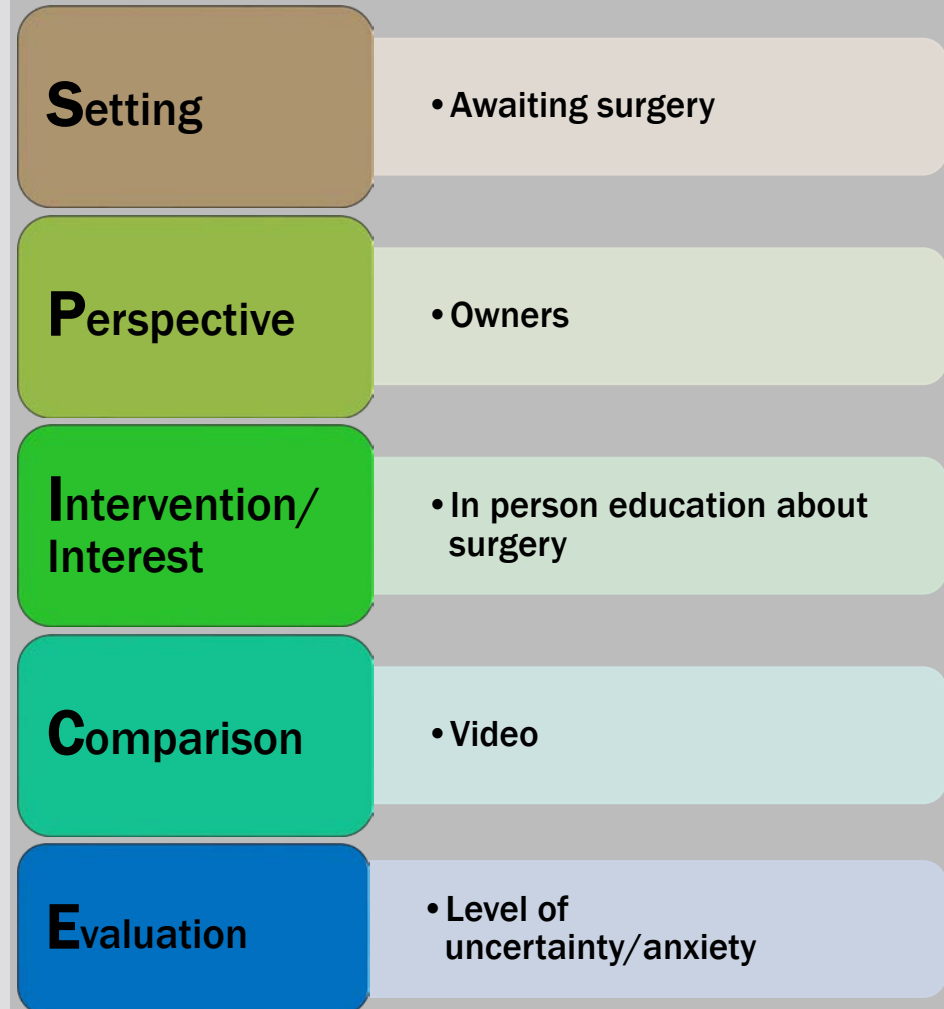 Setting
•Awaiting surgery
Perspective
•Owners
Intervention/
Interest
•In person education about
surgery
Comparison
•Video
Evaluation
•Level of
uncertainty/anxiety